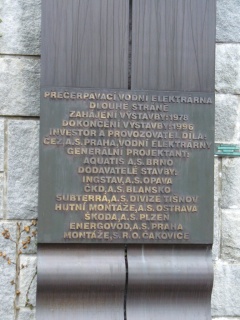 PŘEČERPÁVACÍ VODNÍ ELEKTRÁRNA
DLOUHÉ STRÁNĚ
ZAHÁJENÍ VÝSTAVBY: 1978
DOKONČENÍ VÝSTAVBY: 1996
INVESTOR A PROVOZOVATEL DÍLA:
ČEZ, A.S. PRAHA, VODNÍ ELEKTRÁRNY
GENERÁLNÍ PROJEKTANT:
AQUATIS A.S. BRNO
DODAVATELÉ STAVBY:
INGSTAV, A.S. OPAVA
ČKD, A.S. BLANSKO
SUBTERRA, A.S. DIVIZE TIŠNOV
HUTNÍ MONTÁŽE, A.S. OSTRAVA
ŠKODA, A.S. PLZEŇ
ENERGOVOD, A.S. PRAHA
MONTÁŽE, S.R.O. ČAKOVICE